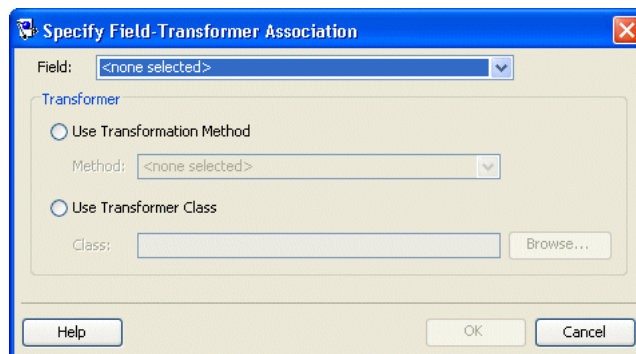 Specify Field-Transformer Association
Field: <none selected>
Transformer
Use Transformation Method
Method: <none selected>
Use Transformer Class
Class: Browse...
Help OK Cancel